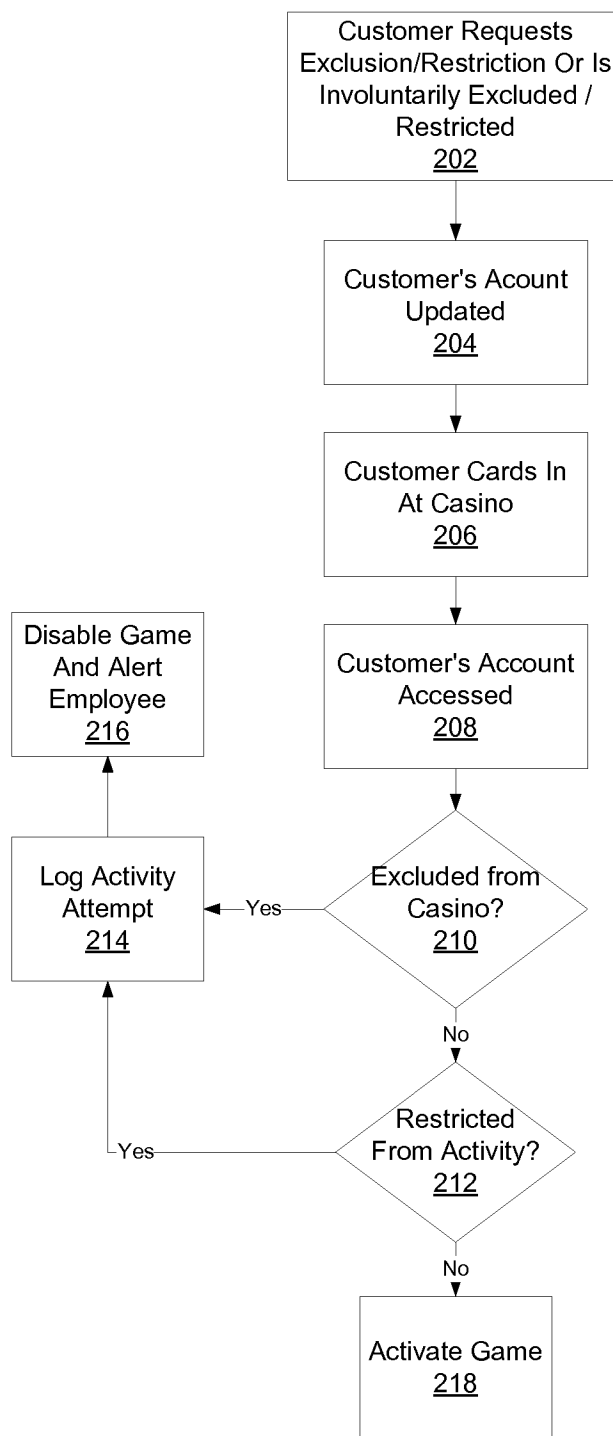 Customer Requests
Exclusion/Restriction Or Is
Involuntarily Excluded /
Restricted
202
Customer's Acount
Updated
204
Customer Cards In
At Casino
206
Customer's Account
Accessed
208
Disable Game
And Alert
Employee
216
Excluded from
Casino?
210
Yes
Log Activity
Attempt
214
No
Restricted
From Activity?
212
Yes
No
Activate Game
218